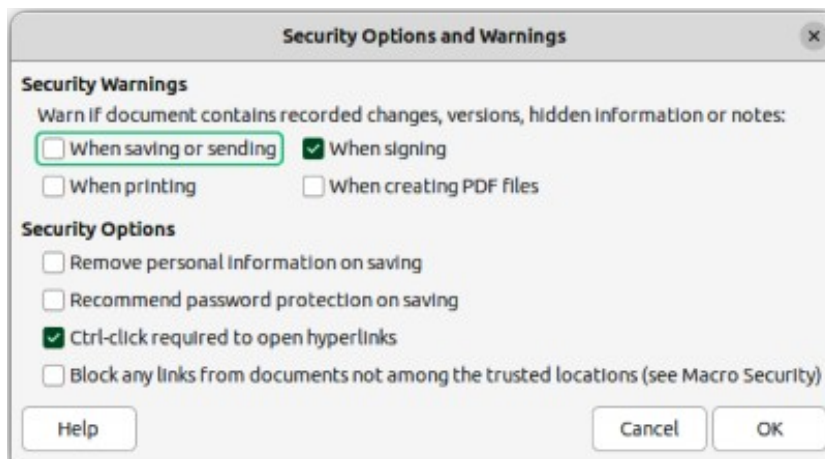 Security Options and Warnings
Security Warnings
Warn if document contains recorded changes, versions, hidden information or notes:
When saving or sending When signing
When printing When creating PDF files
Security Options
Remove personal information on saving
Recommend password protection on saving
Ctrl-click required to open hyperlinks
Block any links from documents not among the trusted locations (see Macro Security)
Help Cancel OK